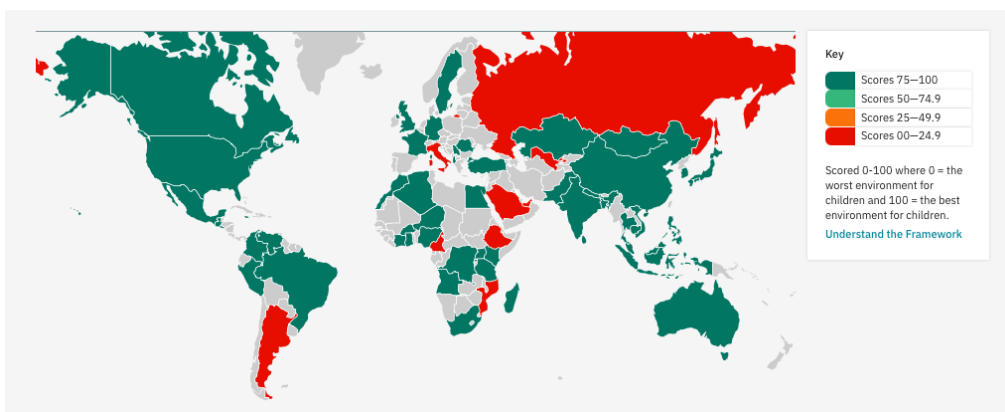 Key
Scores 75—100
Scores 50—74.9
Scores 25—49.9
Scores 00—24.9
Scored 0-100 where 0 = the
worst environment for
children and 100 = the best
environment for children.
Understand the Framework